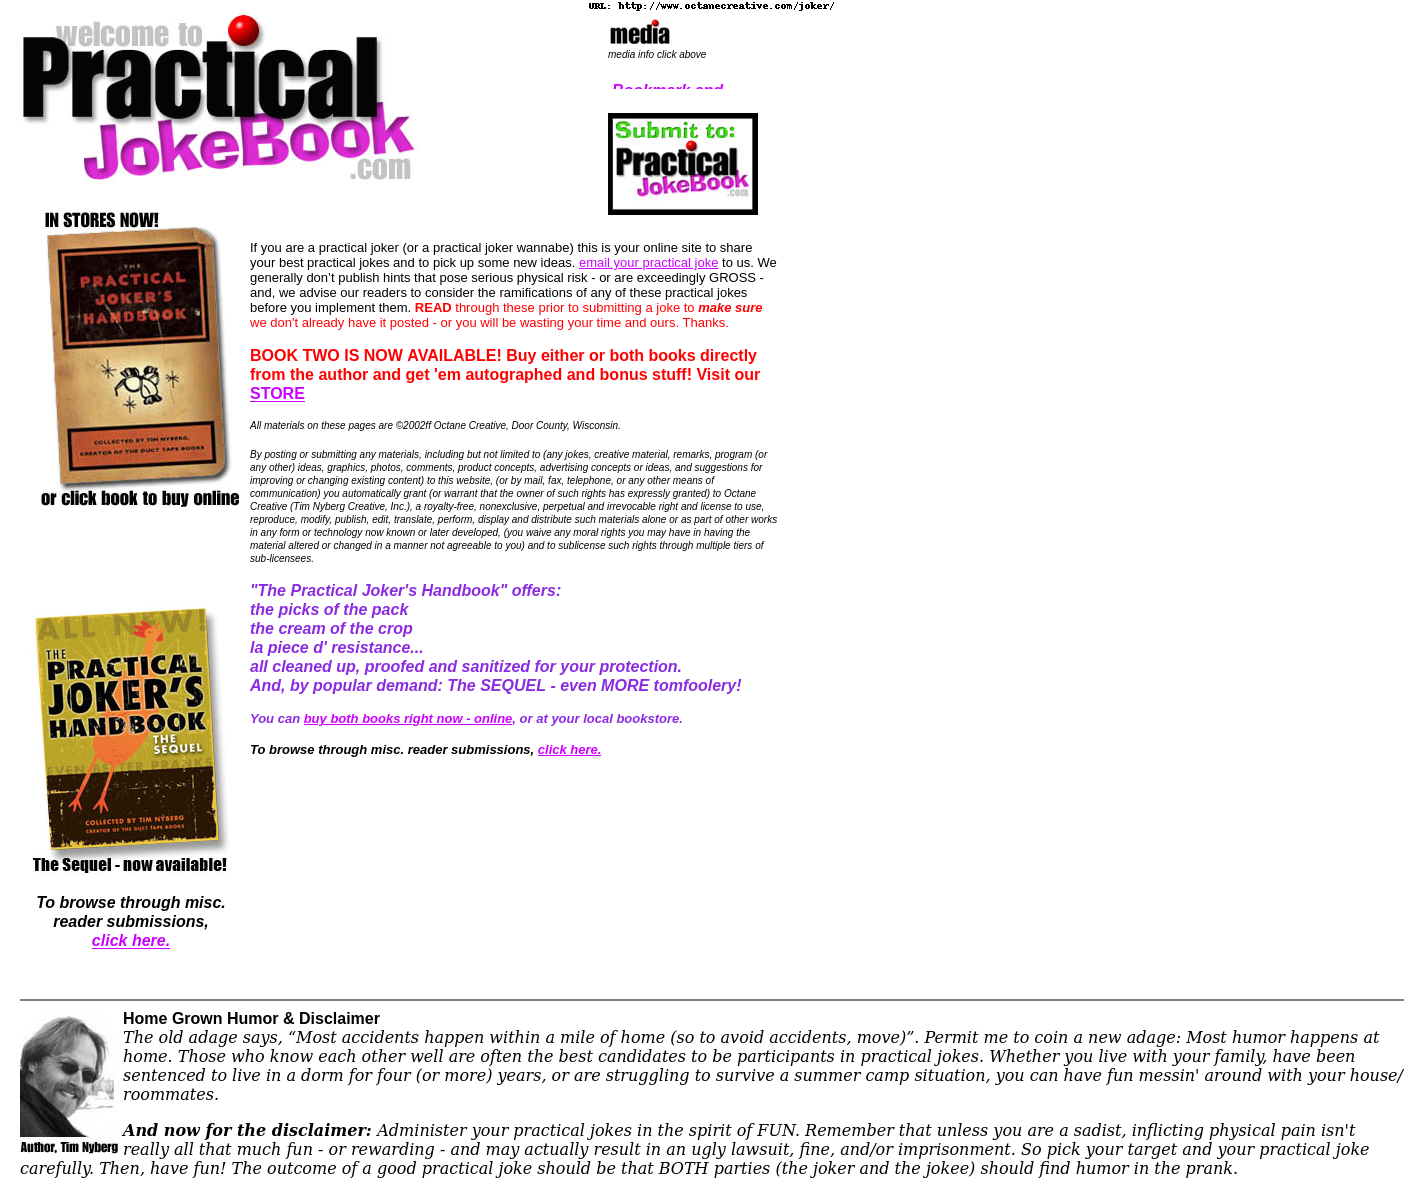 URL: http://www.octanecreative.com/joker/
welcome to
Practical
JokeBook
.com
media
media info click above
Bookmark and
Submit to:
Practical
JokeBook
.com
IN STORES NOW!
THE
PRACTICAL
JOKER'S
HANDBOOK
COLLECTED BY TIM NYBERG,
CREATOR OF THE DUCT TAPE BOOKS
or click book to buy online
If you are a practical joker (or a practical joker wannabe) this is your online site to share
your best practical jokes and to pick up some new ideas. email your practical joke to us. We
generally don’t publish hints that pose serious physical risk - or are exceedingly GROSS -
and, we advise our readers to consider the ramifications of any of these practical jokes
before you implement them. READ through these prior to submitting a joke to make sure
we don't already have it posted - or you will be wasting your time and ours. Thanks.
BOOK TWO IS NOW AVAILABLE! Buy either or both books directly
from the author and get 'em autographed and bonus stuff! Visit our
STORE
All materials on these pages are ©2002ff Octane Creative, Door County, Wisconsin.
By posting or submitting any materials, including but not limited to (any jokes, creative material, remarks, program (or
any other) ideas, graphics, photos, comments, product concepts, advertising concepts or ideas, and suggestions for
improving or changing existing content) to this website, (or by mail, fax, telephone, or any other means of
communication) you automatically grant (or warrant that the owner of such rights has expressly granted) to Octane
Creative (Tim Nyberg Creative, Inc.), a royalty-free, nonexclusive, perpetual and irrevocable right and license to use,
reproduce, modify, publish, edit, translate, perform, display and distribute such materials alone or as part of other works
in any form or technology now known or later developed, (you waive any moral rights you may have in having the
material altered or changed in a manner not agreeable to you) and to sublicense such rights through multiple tiers of
sub-licensees.
"The Practical Joker's Handbook" offers:
the picks of the pack
the cream of the crop
la piece d' resistance...
all cleaned up, proofed and sanitized for your protection.
And, by popular demand: The SEQUEL - even MORE tomfoolery!
You can buy both books right now - online, or at your local bookstore.
To browse through misc. reader submissions, click here.
ALL NEW!
THE
PRACTICAL
JOKER'S
HANDBOOK
THE
SEQUEL
EVEN BETTER PRANKS
COLLECTED BY TIM NYBERG
CREATOR OF THE DUCT TAPE BOOKS
The Sequel - now available!
To browse through misc.
reader submissions,
click here.
Home Grown Humor & Disclaimer
The old adage says, “Most accidents happen within a mile of home (so to avoid accidents, move)”. Permit me to coin a new adage: Most humor happens at
home. Those who know each other well are often the best candidates to be participants in practical jokes. Whether you live with your family, have been
sentenced to live in a dorm for four (or more) years, or are struggling to survive a summer camp situation, you can have fun messin' around with your house/
roommates.
And now for the disclaimer: Administer your practical jokes in the spirit of FUN. Remember that unless you are a sadist, inflicting physical pain isn't
Author, Tim Nyberg really all that much fun - or rewarding - and may actually result in an ugly lawsuit, fine, and/or imprisonment. So pick your target and your practical joke
carefully. Then, have fun! The outcome of a good practical joke should be that BOTH parties (the joker and the jokee) should find humor in the prank.